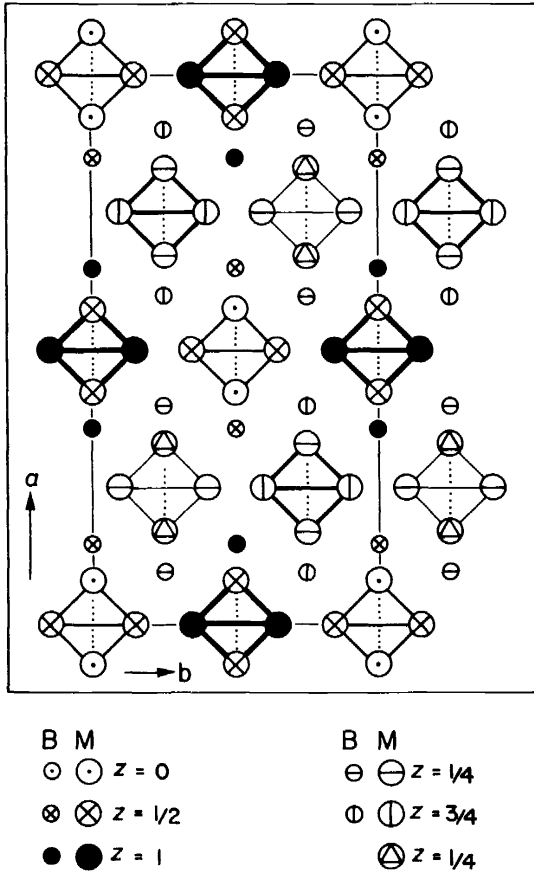 a
b
B M B M
z = 0 z = 1/4
z = 1/2 z = 3/4
z = 1 z = 1/4